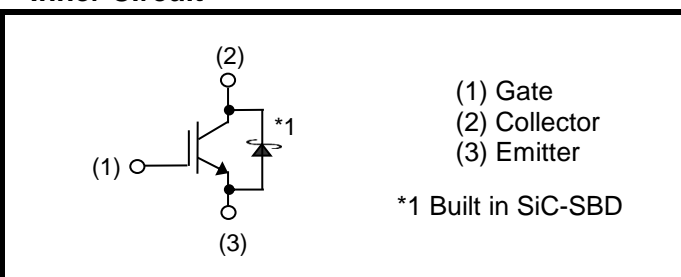 Inner Circuit
(2)
*1
(1)
(3)
(1) Gate
(2) Collector
(3) Emitter
*1 Built in SiC-SBD